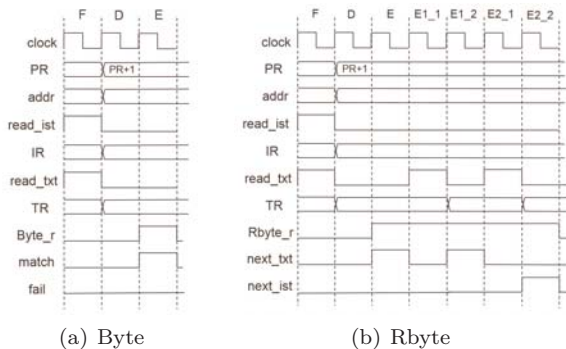 F D E
clock
PR PR+1
addr
read_ist
IR
read_txt
TR
Byte_r
match
fail
(a) Byte
F D E E1_1 E1_2 E2_1 E2_2
clock
PR PR+1
addr
read_ist
IR
read_txt
TR
Rbyte_r
next_txt
next_ist
(b) Rbyte